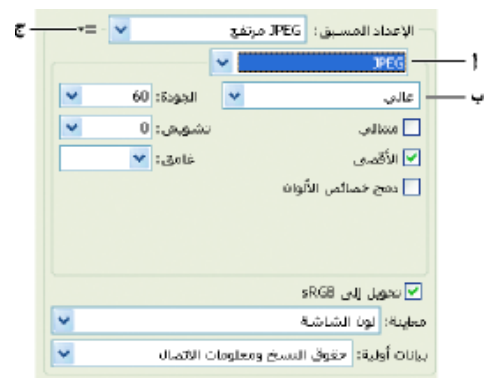 ج
الإعداد المسبق: JPEG مرتفع
أ
JPEG
ب
عالي
الجودة: 60
متتالي
تشويش: 0
الأقصى
غامق:
دمج خصائص الألوان
تحويل إلى sRGB
معاينة: لون الشاشة
بيانات أولية: حقوق النسخ ومعلومات الاتصال